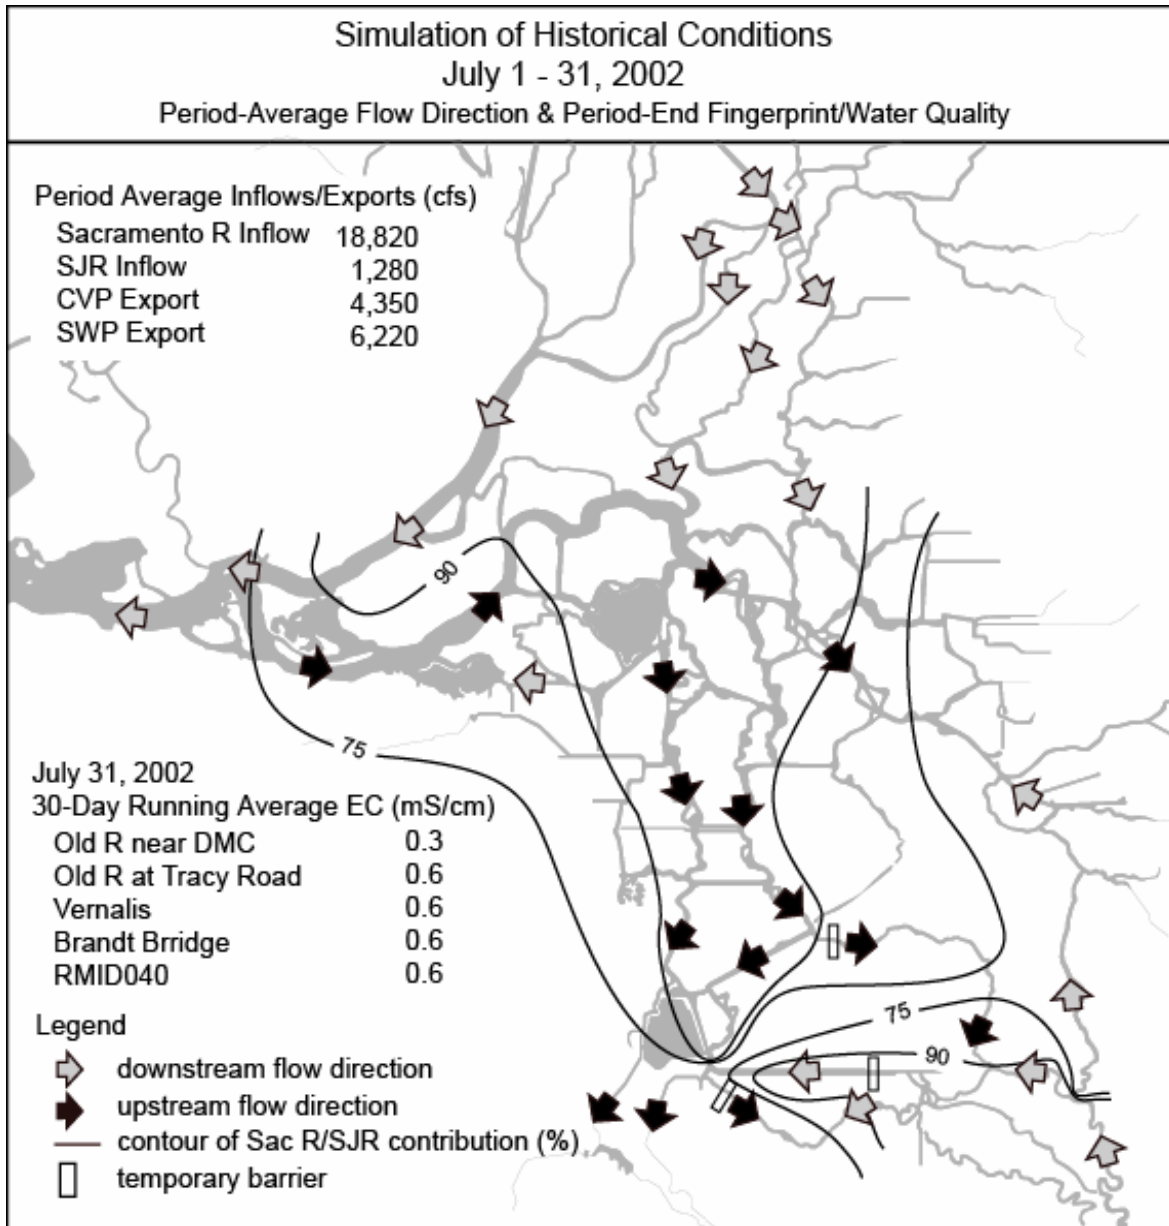 Simulation of Historical Conditions
July 1 - 31, 2002
Period-Average Flow Direction & Period-End Fingerprint/Water Quality
Period Average Inflows/Exports (cfs)
Sacramento R Inflow 18,820
SJR Inflow 1,280
CVP Export 4,350
SWP Export 6,220
90
75
July 31, 2002
30-Day Running Average EC (mS/cm)
Old R near DMC 0.3
Old R at Tracy Road 0.6
Vernalis 0.6
Brandt Brridge 0.6
RMID040 0.6
75
90
Legend
downstream flow direction
upstream flow direction
contour of Sac R/SJR contribution (%)
temporary barrier